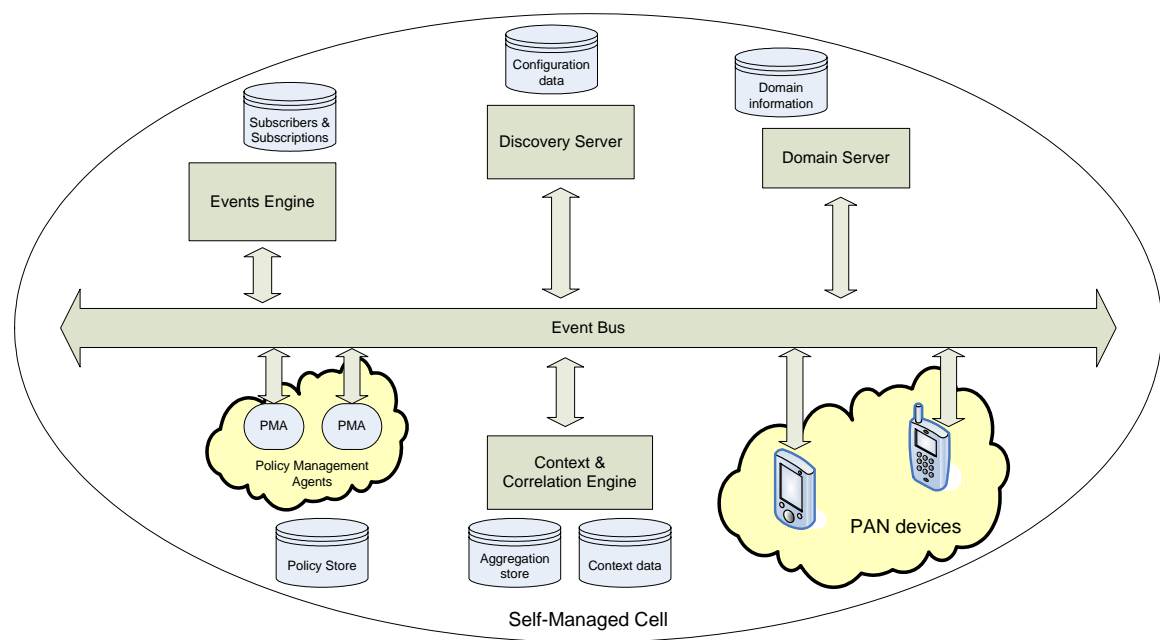 Configuration
data
Domain
information
Subscribers &
Subscriptions
Discovery Server
Domain Server
Events Engine
Event Bus
PMA
PMA
Policy Management
Agents
Context &
Correlation Engine
PAN devices
Policy Store
Aggregation
store
Context data
Self-Managed Cell